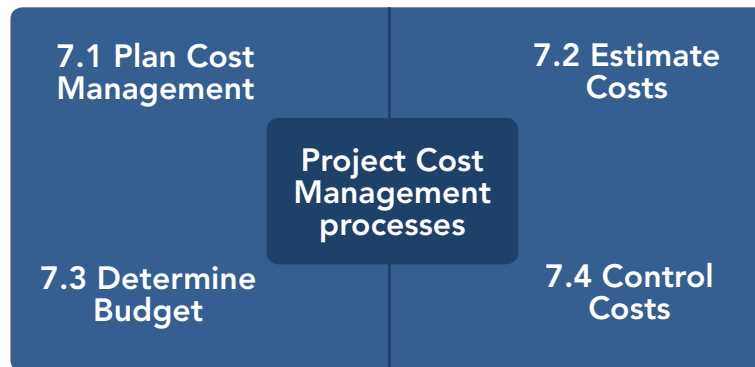 7.1 Plan Cost
Management
7.2 Estimate
Costs
Project Cost
Management
processes
7.3 Determine
Budget
7.4 Control
Costs